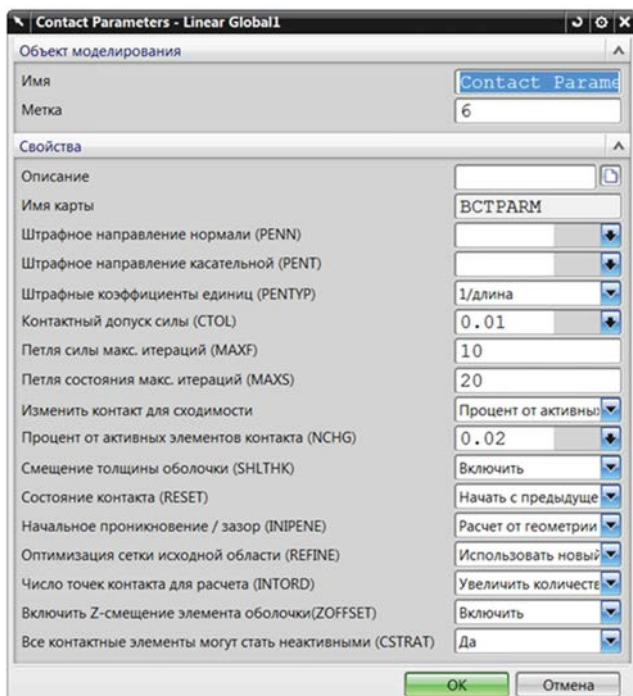 Contact Parameters - Linear Global1
Объект моделирования
Имя Contact Parame
Метка 6
Свойства
Описание
Имя карты BCTPARM
Штрафное направление нормали (PENN)
Штрафное направление касательной (PENT)
Штрафные коэффициенты единиц (PENTYP) 1/длина
Контактный допуск силы (CTOL) 0.01
Петля силы макс. итераций (MAXF) 10
Петля состояния макс. итераций (MAXS) 20
Изменить контакт для сходимости Процент от активных
Процент от активных элементов контакта (NCHG) 0.02
Смещение толщины оболочки (SHLTHK) Включить
Состояние контакта (RESET) Начать с предыдуще
Начальное проникновение / зазор (INIPENE) Расчет от геометрии
Оптимизация сетки исходной области (REFINE) Использовать новый
Число точек контакта для расчета (INTORD) Увеличить количеств
Включить Z-смещение элемента оболочки(ZOFFSET) Включить
Все контактные элементы могут стать неактивными (CSTRAT) Да
OK Отмена